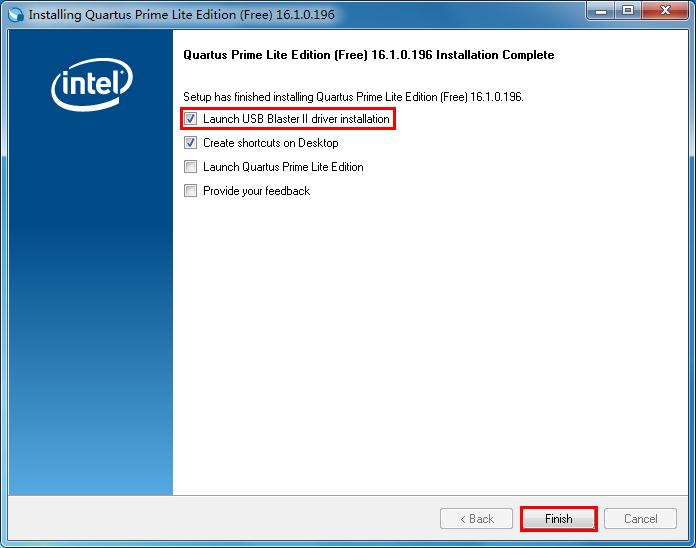 Installing Quartus Prime Lite Edition (Free) 16.1.0.196
intel
Quartus Prime Lite Edition (Free) 16.1.0.196 Installation Complete
Setup has finished installing Quartus Prime Lite Edition (Free) 16.1.0.196.
Launch USB Blaster II driver installation
Create shortcuts on Desktop
Launch Quartus Prime Lite Edition
Provide your feedback
< Back Finish Cancel